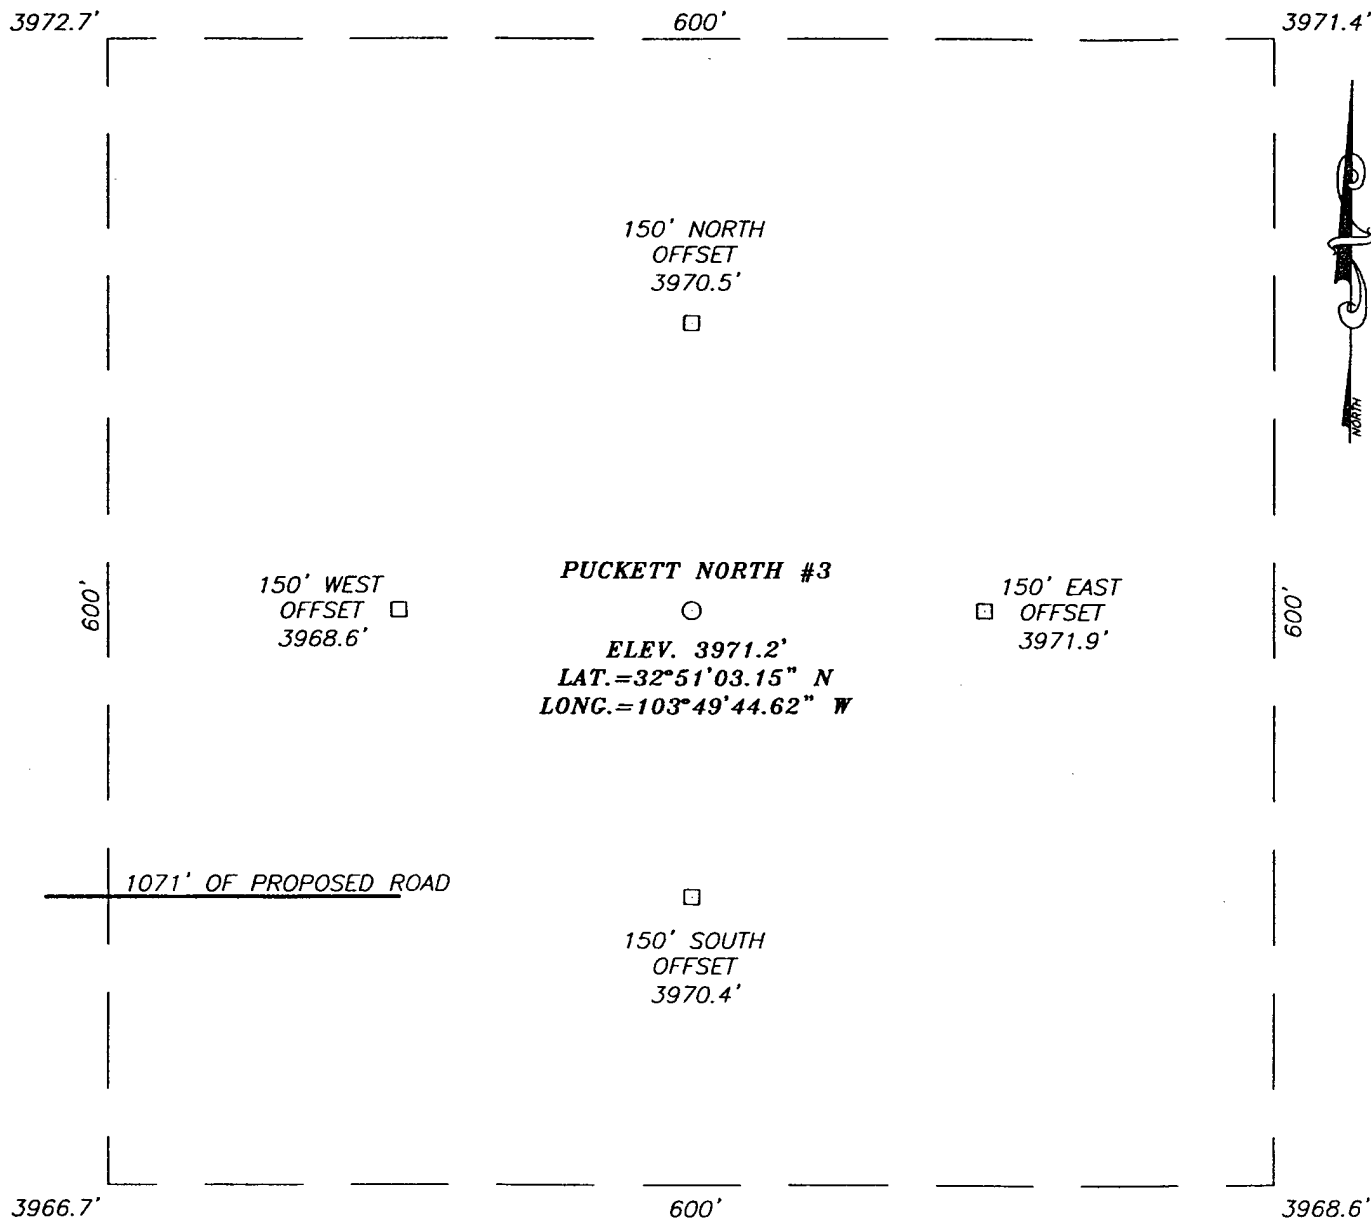 3972.7' 600' 3971.4'
NORTH
150' NORTH
OFFSET
3970.5'
600'
150' WEST
OFFSET
3968.6'
PUCKETT NORTH #3
ELEV. 3971.2'
LAT.=32°51'03.15" N
LONG.=103°49'44.62" W
150' EAST
OFFSET
3971.9'
600'
1071' OF PROPOSED ROAD
150' SOUTH
OFFSET
3970.4'
3966.7' 600' 3968.6'